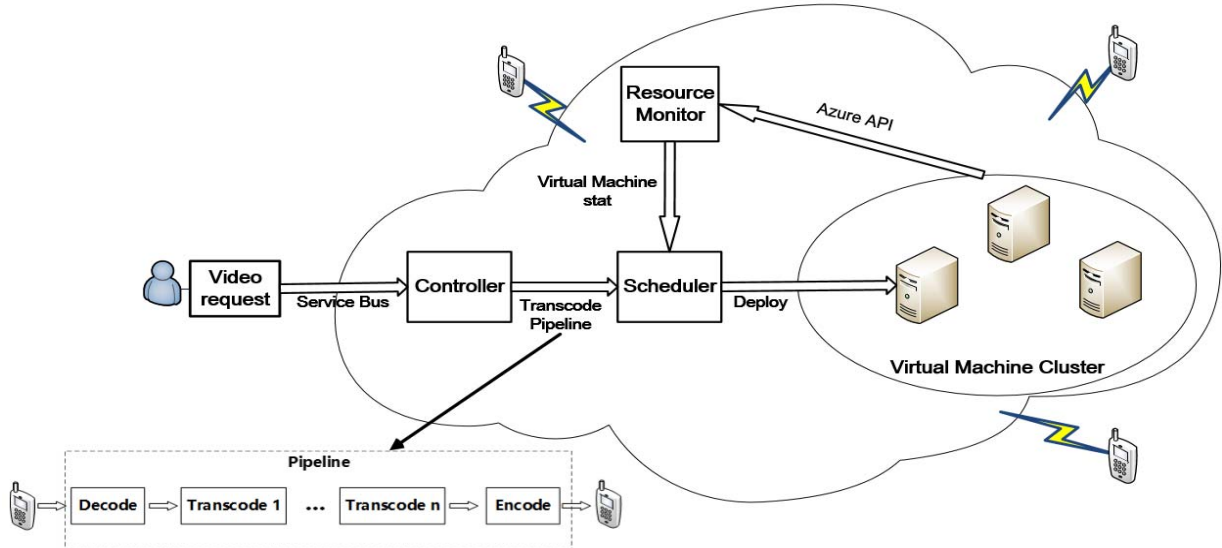 Resource
Monitor
Azure API
Virtual Machine
stat
Video
request
Service Bus
Controller
Transcode
Pipeline
Scheduler
Deploy
Virtual Machine Cluster
Pipeline
Decode
Transcode 1
...
Transcode n
Encode